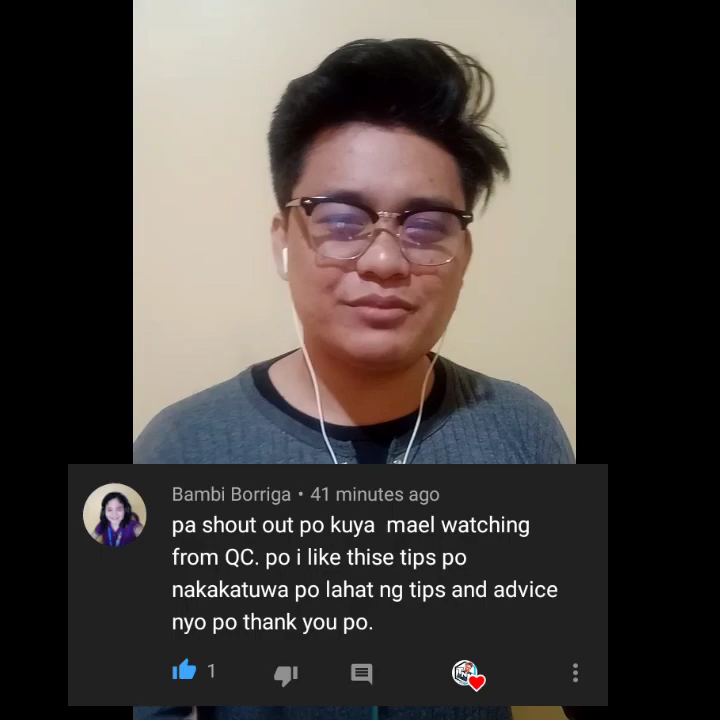 Bambi Borriga • 41 minutes ago
pa shout out po kuya mael watching
from QC. po i like thise tips po
nakakatuwa po lahat ng tips and advice
nyo po thank you po.
1